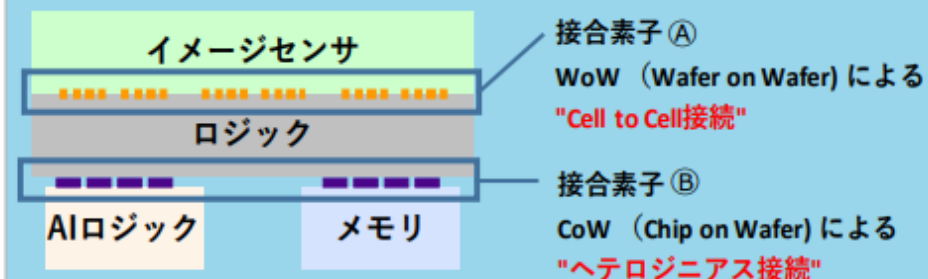 イメージセンサ
ロジック
AIロジック
メモリ
接合素子 Ⓐ
WoW （Wafer on Wafer) による
"Cell to Cell接続"
接合素子 Ⓑ
CoW （Chip on Wafer) による
"ヘテロジニアス接続"